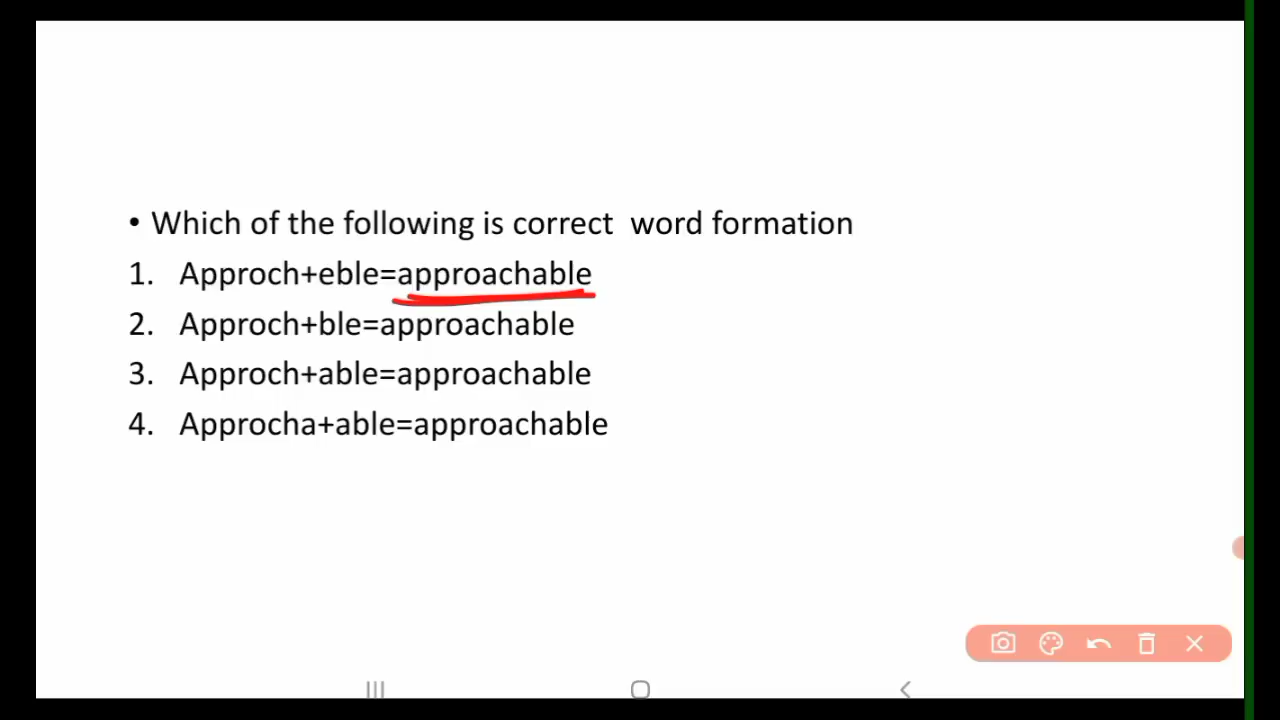 • Which of the following is correct  word formation
1. Approch+eble=approachable
2. Approch+ble=approachable
3. Approch+able=approachable
4. Approcha+able=approachable